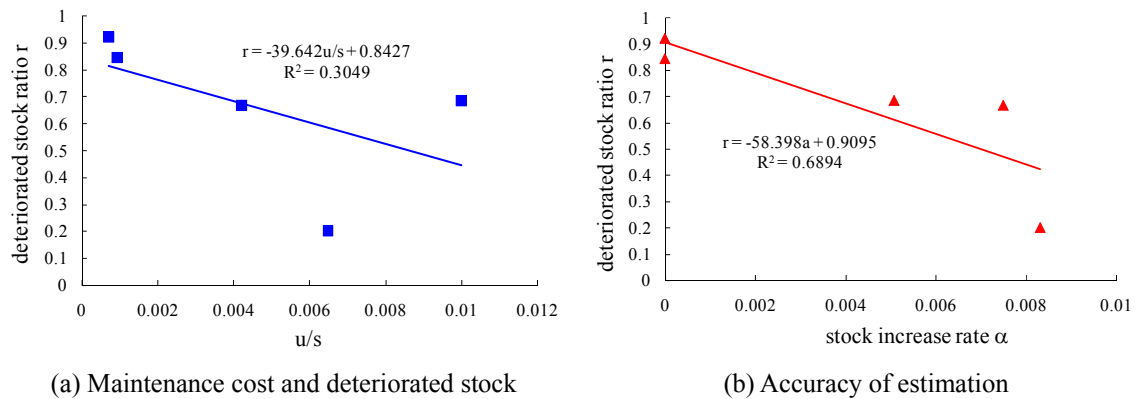 1
0.9
0.8
0.7
0.6
0.5
0.4
0.3
0.2
0.1
0
deteriorated stock ratio r
r = -39.642u/s + 0.8427
R² = 0.3049
0 0.002 0.004 0.006 0.008 0.01 0.012
u/s
(a) Maintenance cost and deteriorated stock
1
0.9
0.8
0.7
0.6
0.5
0.4
0.3
0.2
0.1
0
deteriorated stock ratio r
r = -58.398a + 0.9095
R² = 0.6894
0 0.002 0.004 0.006 0.008 0.01
stock increase rate α
(b) Accuracy of estimation